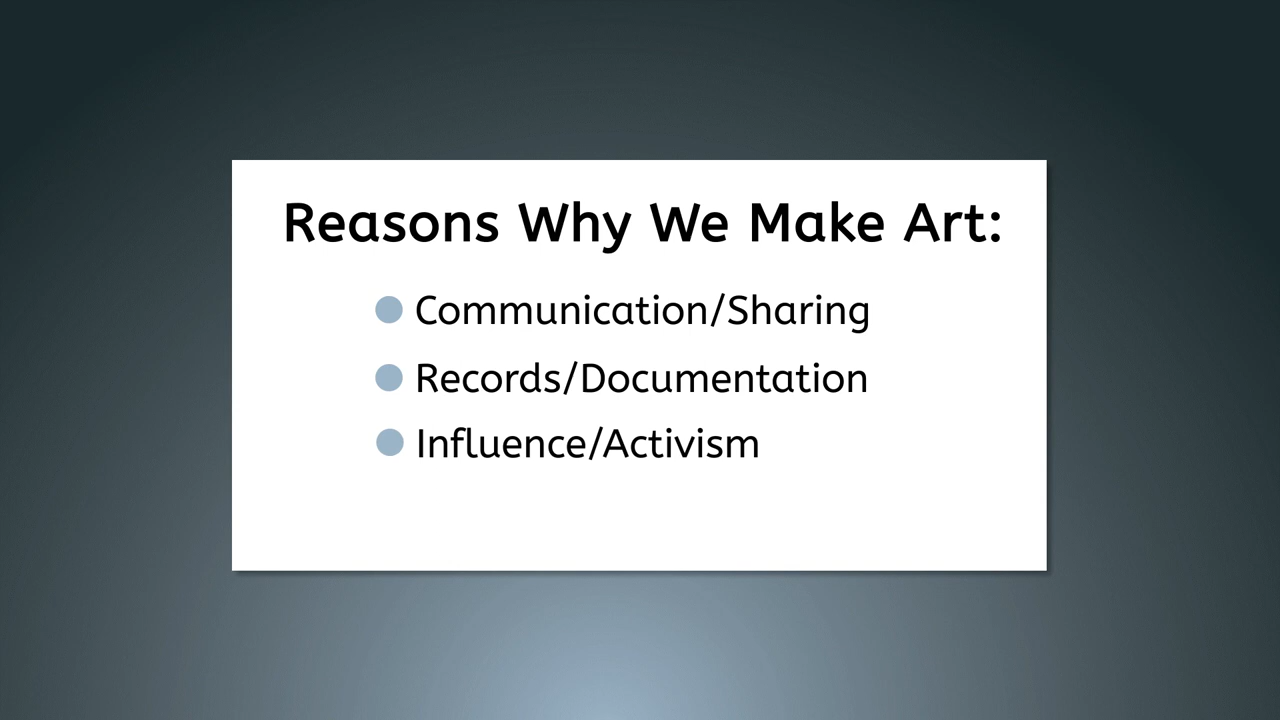 Reasons Why We Make Art:
Communication/Sharing
Records/Documentation
Influence/Activism